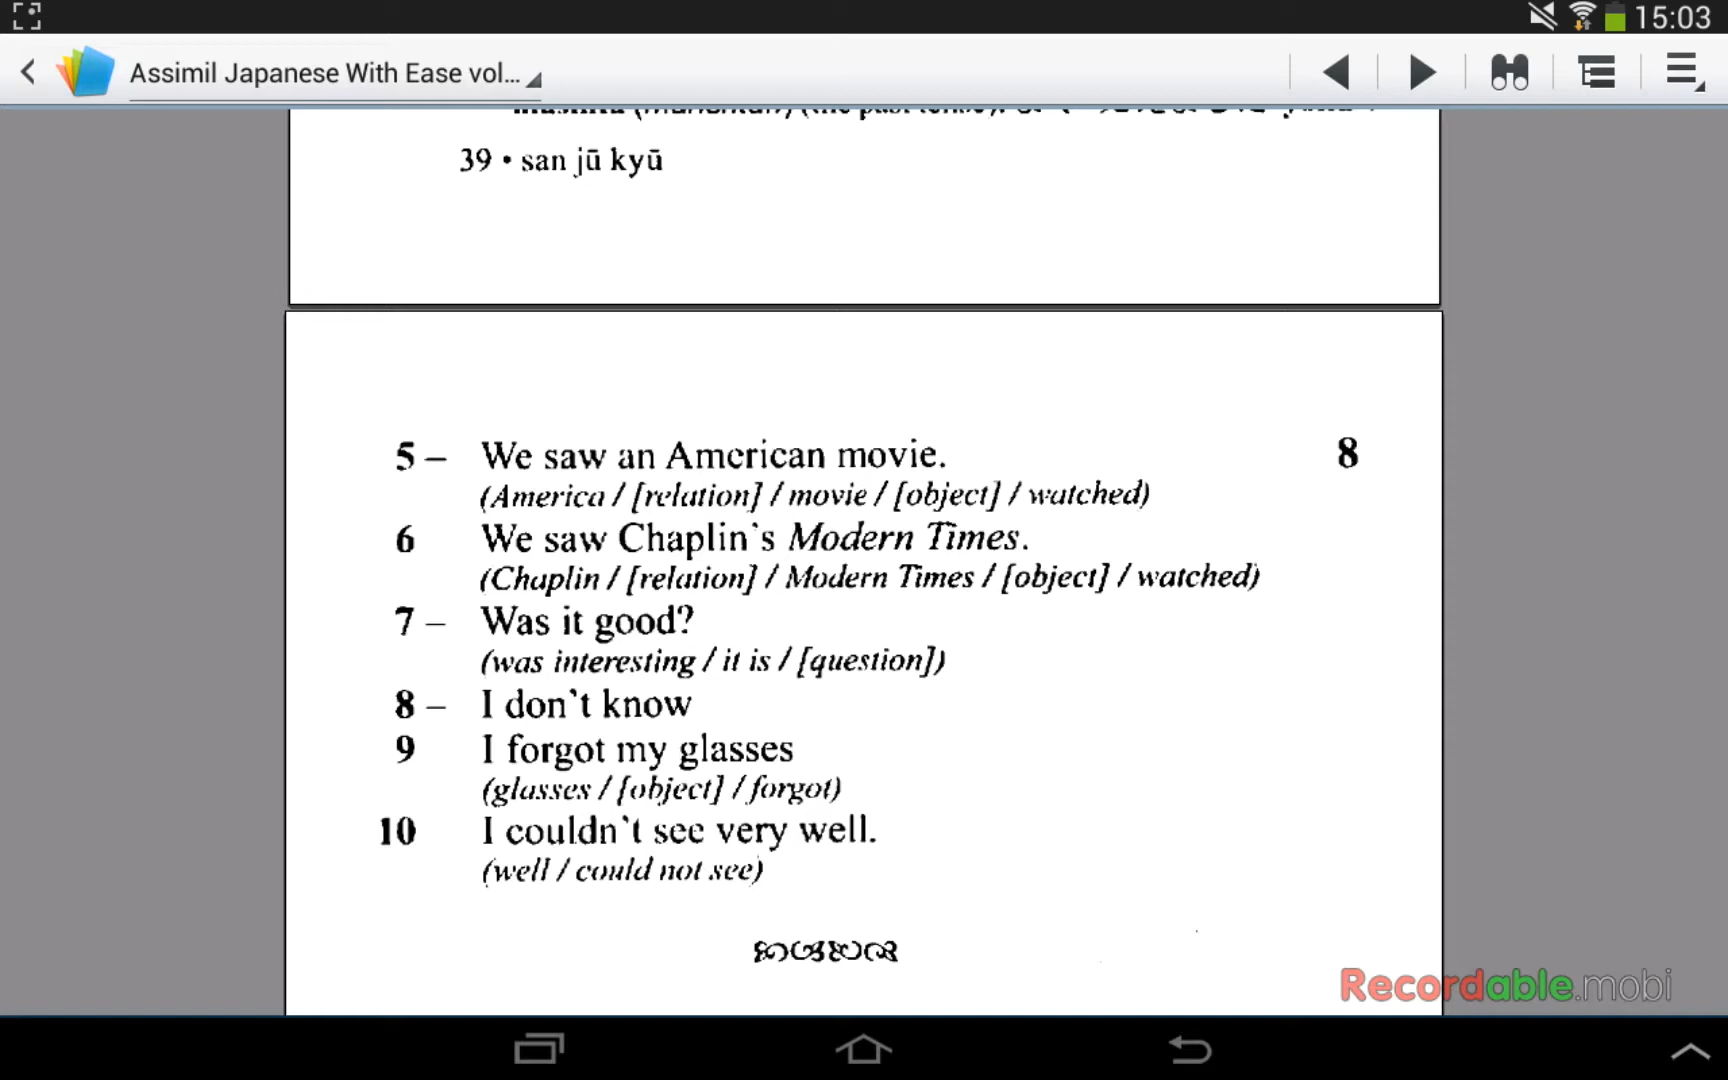 15:03
Assimil Japanese With Ease vol...
39 • san jū kyū
5 – We saw an American movie. 8
(America / [relation] / movie / [object] / watched)
6 We saw Chaplin's Modern Times.
(Chaplin / [relation] / Modern Times / [object] / watched)
7 – Was it good?
(was interesting / it is / [question])
8 – I don't know
9 I forgot my glasses
(glasses / [object] / forgot)
10 I couldn't see very well.
(well / could not see)
Recordable.mobi